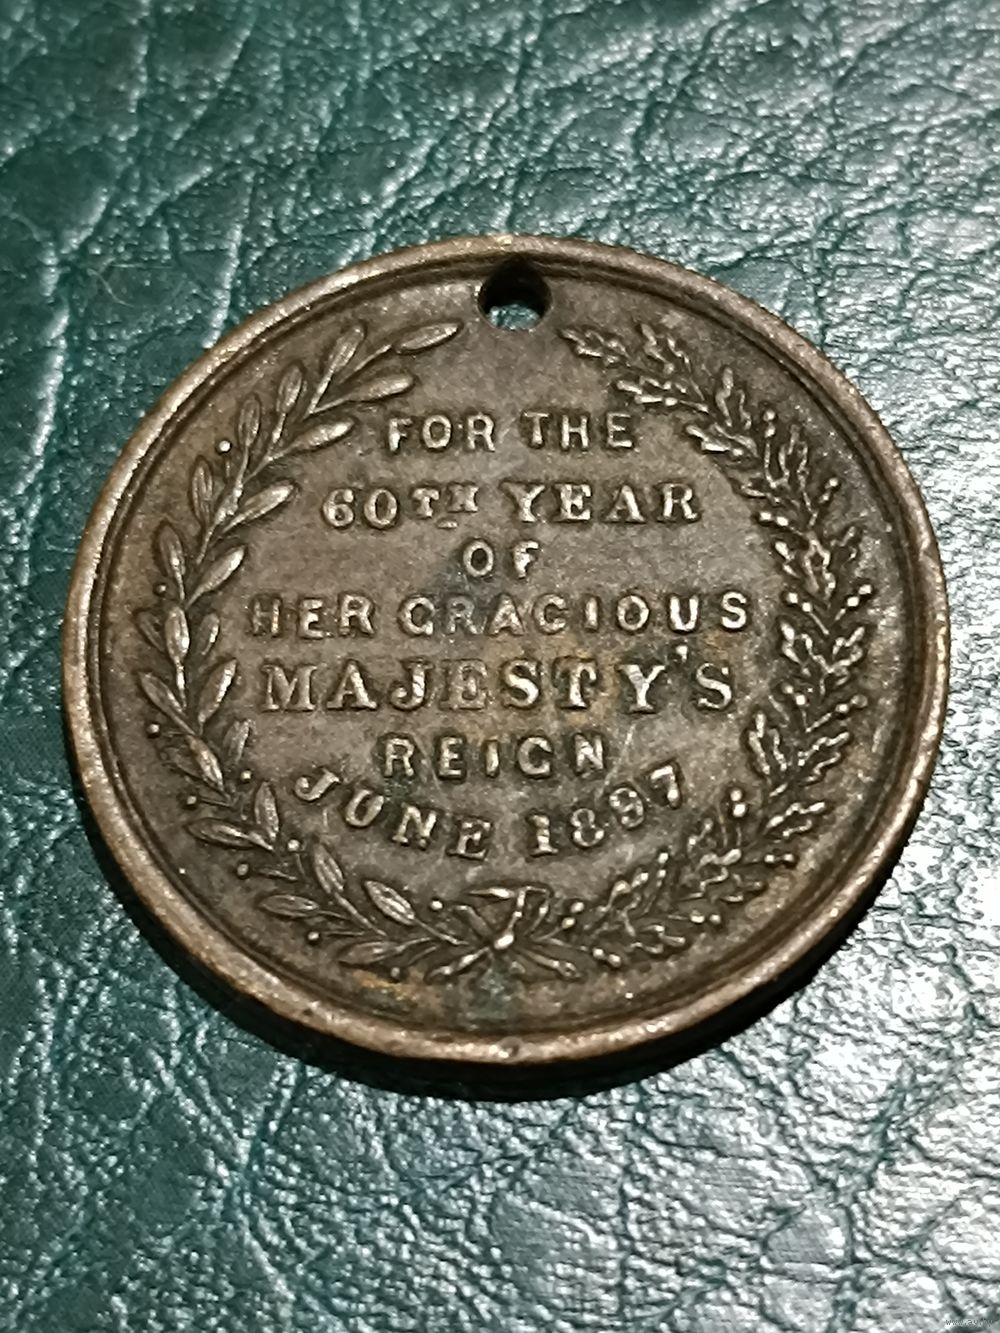 FOR THE
60TH YEAR
OF
HER GRACIOUS
MAJESTY'S
REIGN
JUNE 1897